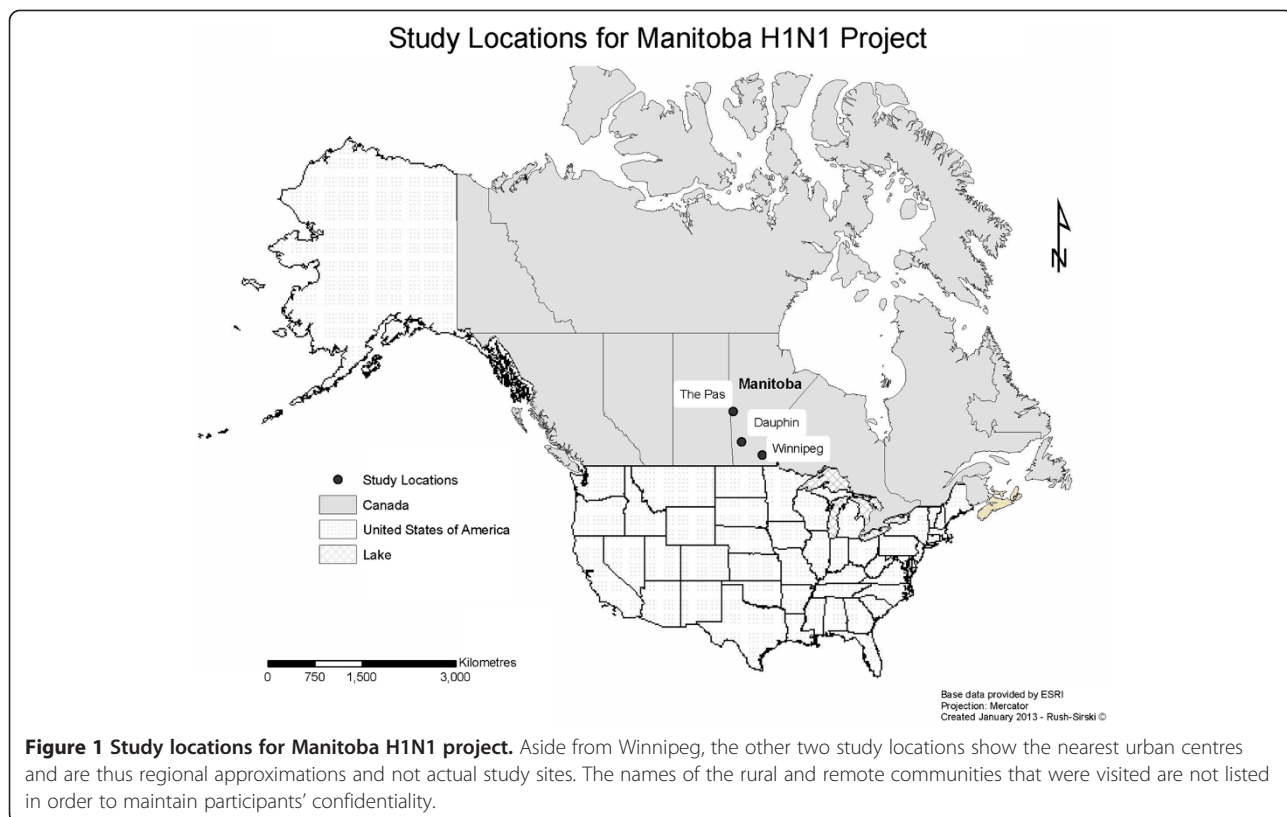 Study Locations for Manitoba H1N1 Project
N
Manitoba
The Pas
Dauphin
Winnipeg
Study Locations
Canada
United States of America
Lake
Kilometres
0 750 1,500 3,000
Base data provided by ESRI
Projection: Mercator
Created January 2013 - Rush-Sirski ©
Figure 1 Study locations for Manitoba H1N1 project. Aside from Winnipeg, the other two study locations show the nearest urban centres
and are thus regional approximations and not actual study sites. The names of the rural and remote communities that were visited are not listed
in order to maintain participants’ confidentiality.